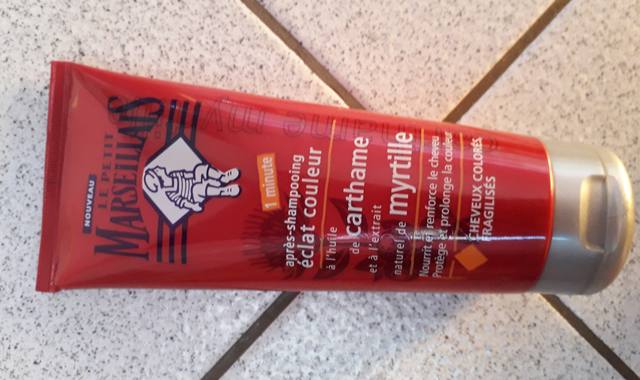 NOUVEAU
LE PETIT
MARSEILLAIS
1 minute
après-shampooing
éclat couleur
à l'huile
de carthame
et à l'extrait
naturel de myrtille
Nourrit et renforce le cheveu
Protège et prolonge la couleur
CHEVEUX COLORÉS,
FRAGILISÉS